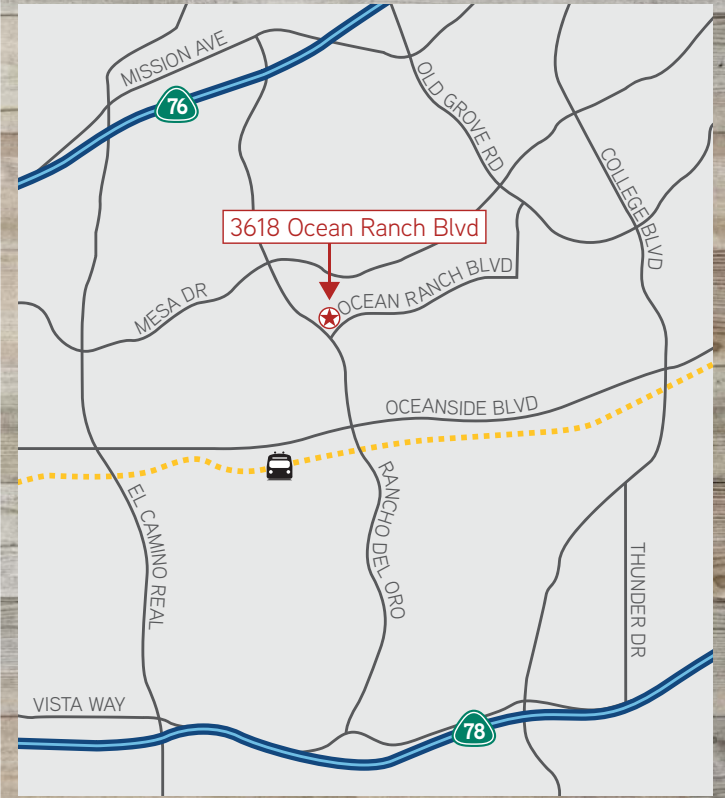 MISSION AVE
76
OLD GROVE RD
COLLEGE BLVD
3618 Ocean Ranch Blvd
MESA DR
OCEAN RANCH BLVD
OCEANSIDE BLVD
EL CAMINO REAL
RANCHO DEL ORO
THUNDER DR
VISTA WAY
78